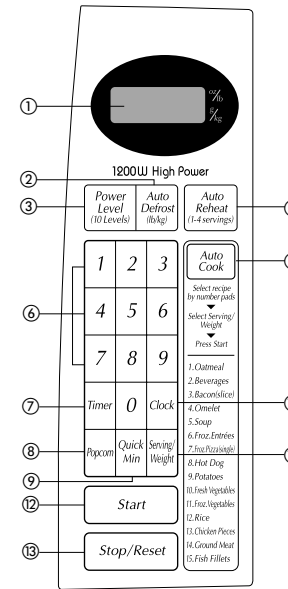 ①
oz/lb
g/kg
1200W High Power
②
③
Power
Level
(10 Levels)
Auto
Defrost
(lb/kg)
Auto
Reheat
(1-4 servings)
Auto
Cook
Select recipe
by number pads
Select Serving/
Weight
Press Start
1 2 3
4 5 6
7 8 9
⑥
⑦
Timer
0
Clock
⑧
Popcorn
Quick
Min
Serving/
Weight
⑨
1.Oatmeal
2.Beverages
3.Bacon(slice)
4.Omelet
5.Soup
6.Froz.Entrées
7.Froz.Pizza(single)
8.Hot Dog
9.Potatoes
10.Fresh Vegetables
11.Froz.Vegetables
12.Rice
13.Chicken Pieces
14.Ground Meat
15.Fish Fillets
⑫
Start
⑬
Stop/Reset